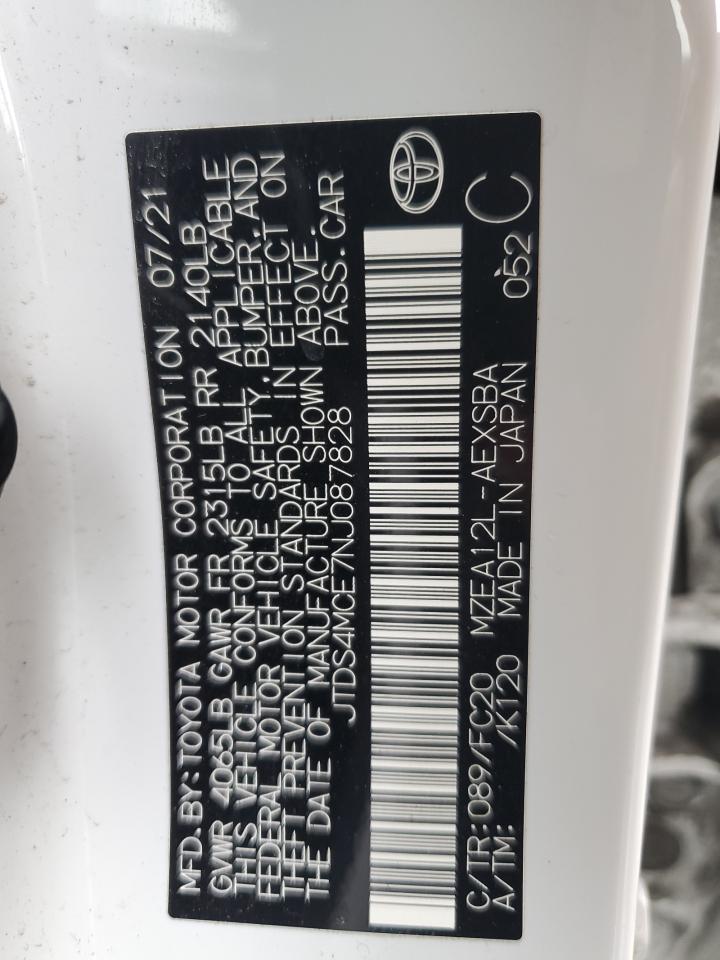 MFD.BY:TOYOTA MOTOR CORPORATION 07/21
GVWR 4065LB GAWR FR 2315LB RR 2140LB
THIS VEHICLE CONFORMS TO ALL APPLICABLE
FEDERAL MOTOR VEHICLE SAFETY, BUMPER, AND
THEFT PREVENTION STANDARDS IN EFFECT ON
THE DATE OF MANUFACTURE SHOWN ABOVE.
JTDS4MCE7NJ087828 PASS.CAR
C/TR:089/FC20 MZEA12L-AEXSBA 052 C
A/TM: /K120 MADE IN JAPAN